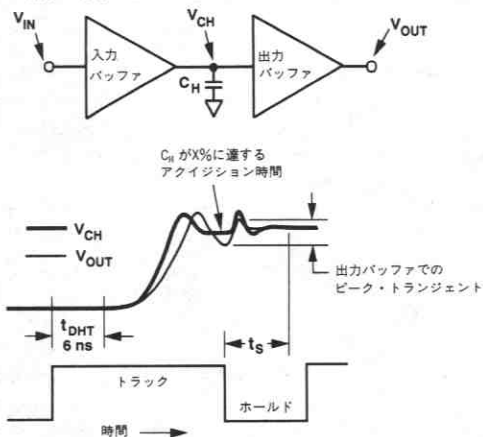 VIN
VCH
VOUT
入力
バッファ
出力
バッファ
CH
CHがX%に達する
アクイジション時間
VCH
VOUT
出力バッファでの
ピーク・トランジェント
tDHT
6 ns
tS
トラック
ホールド
時間